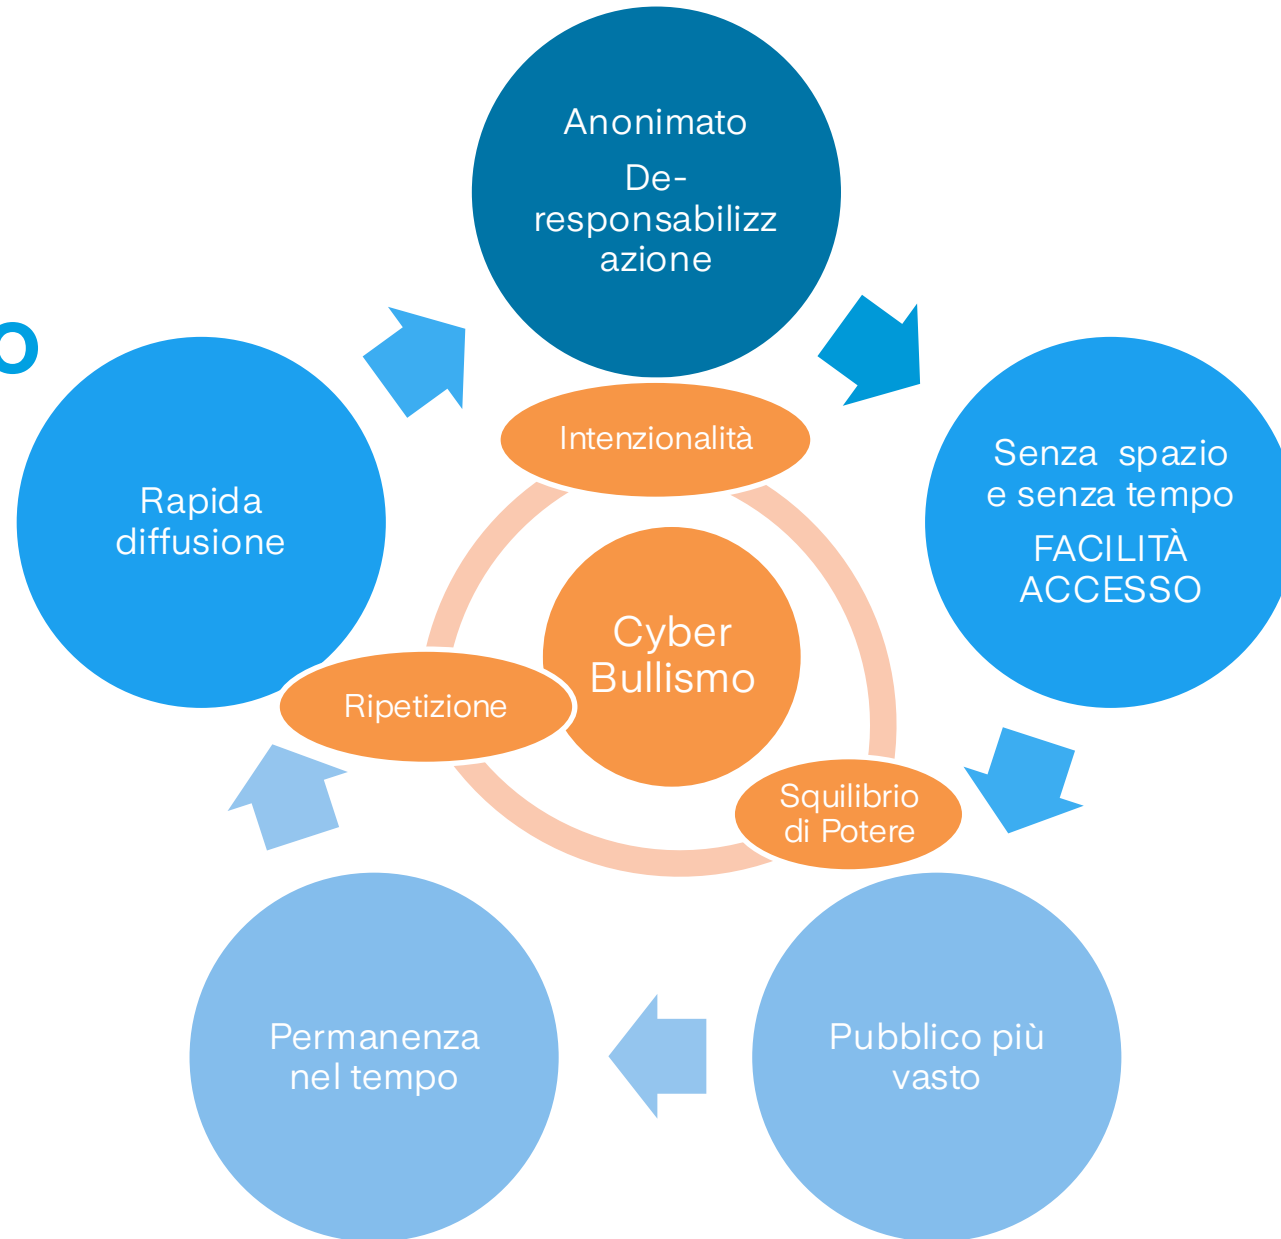 Anonimato
De-
responsabilizz
azione
Intenzionalità
Senza spazio
e senza tempo
FACILITÀ
ACCESSO
Rapida
diffusione
Cyber
Bullismo
Ripetizione
Squilibrio
di Potere
Permanenza
nel tempo
Pubblico più
vasto